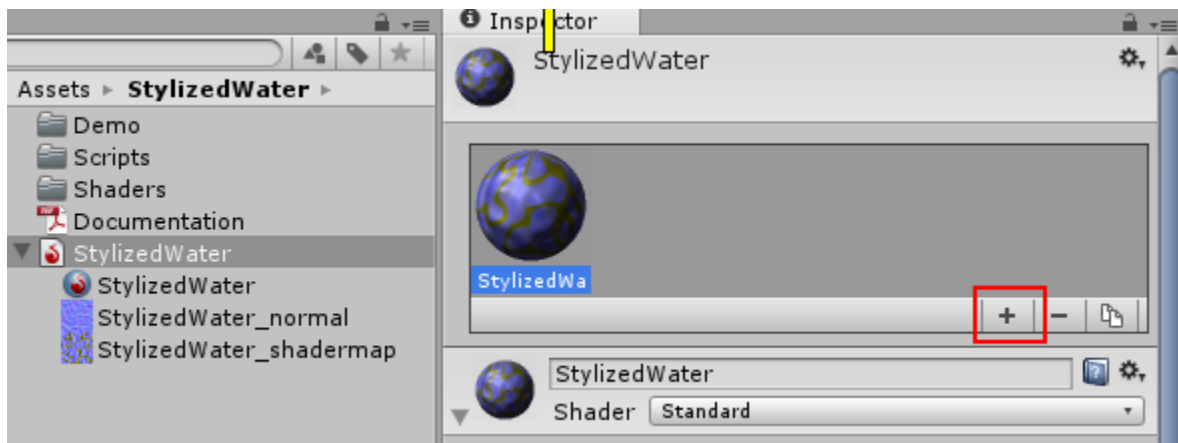 Assets ▸ StylizedWater ▸
Demo
Scripts
Shaders
Documentation
StylizedWater
StylizedWater
StylizedWater_normal
StylizedWater_shadermap
Inspector
StylizedWater
StylizedWa
StylizedWater
Shader Standard